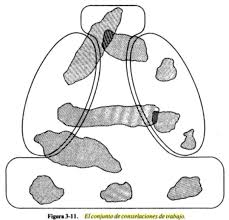 Figura 3-11. El conjunto de constelaciones de trabajo.